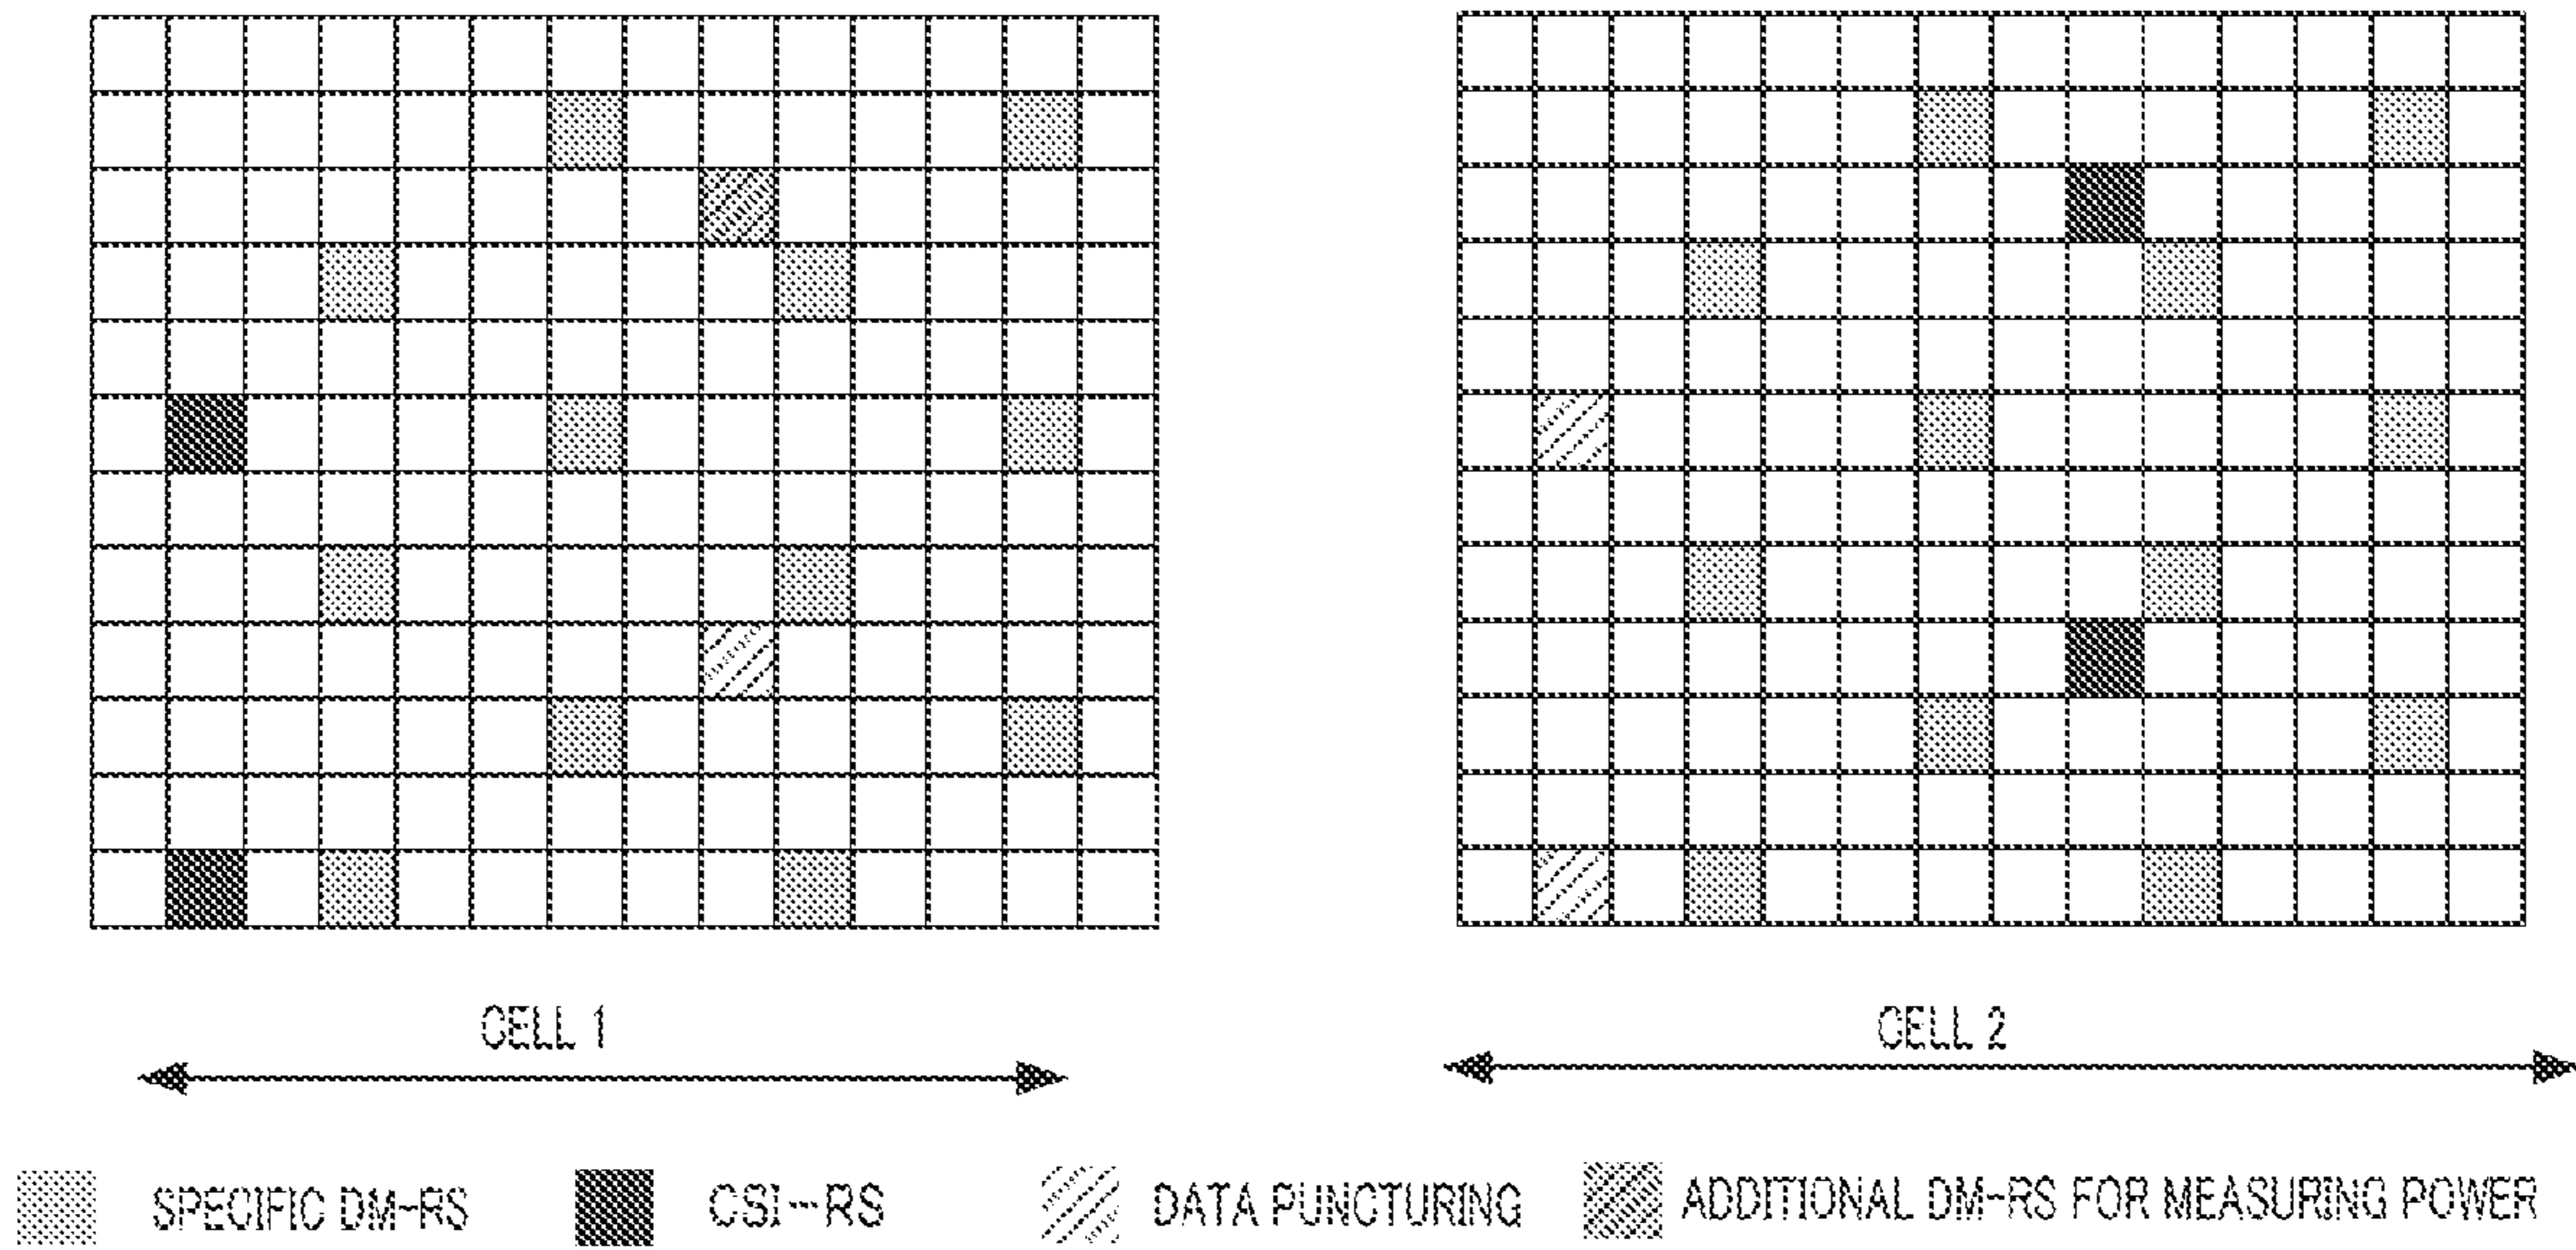 CELL 1
CELL 2
SPECIFIC DM-RS
CSI-RS
DATA PUNCTURING
ADDITIONAL DM-RS FOR MEASURING POWER